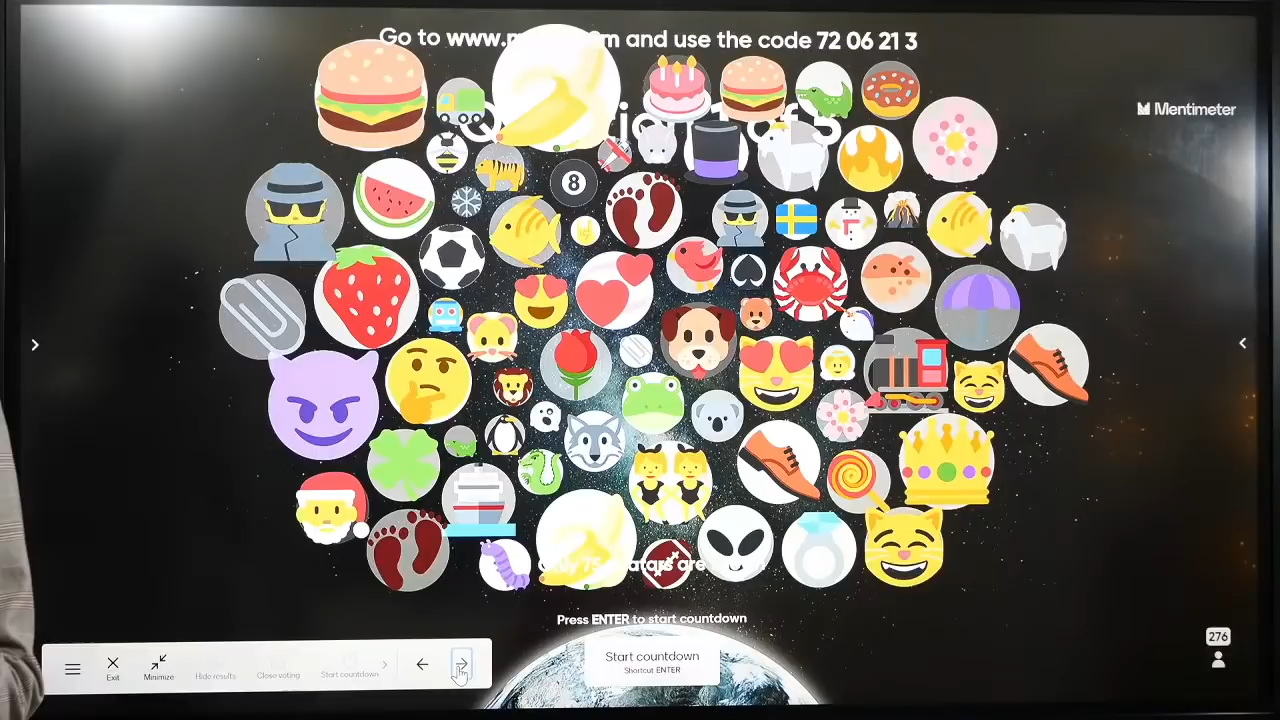 Go to www.m m and use the code 72 06 21 3
Mentimeter
8
Press ENTER to start countdown
Start countdown
Shortcut ENTER
Exit
Minimize
Hide results
Close voting
Start countdown
276